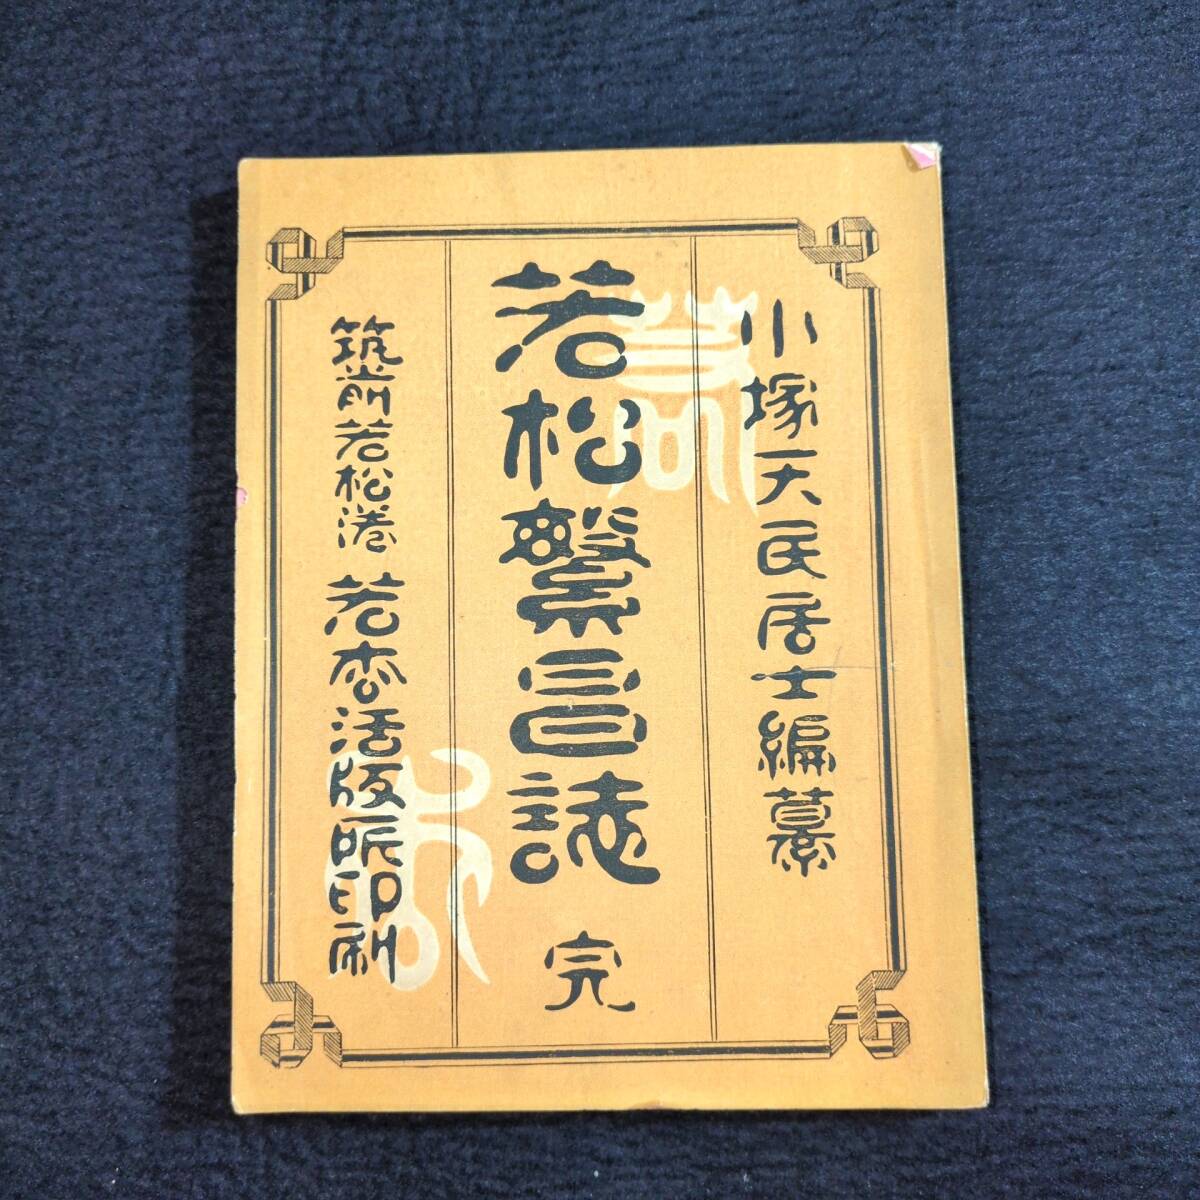 小塚天民居士編纂
若松繁昌誌 完
筑前若松港 若松活版所印刷